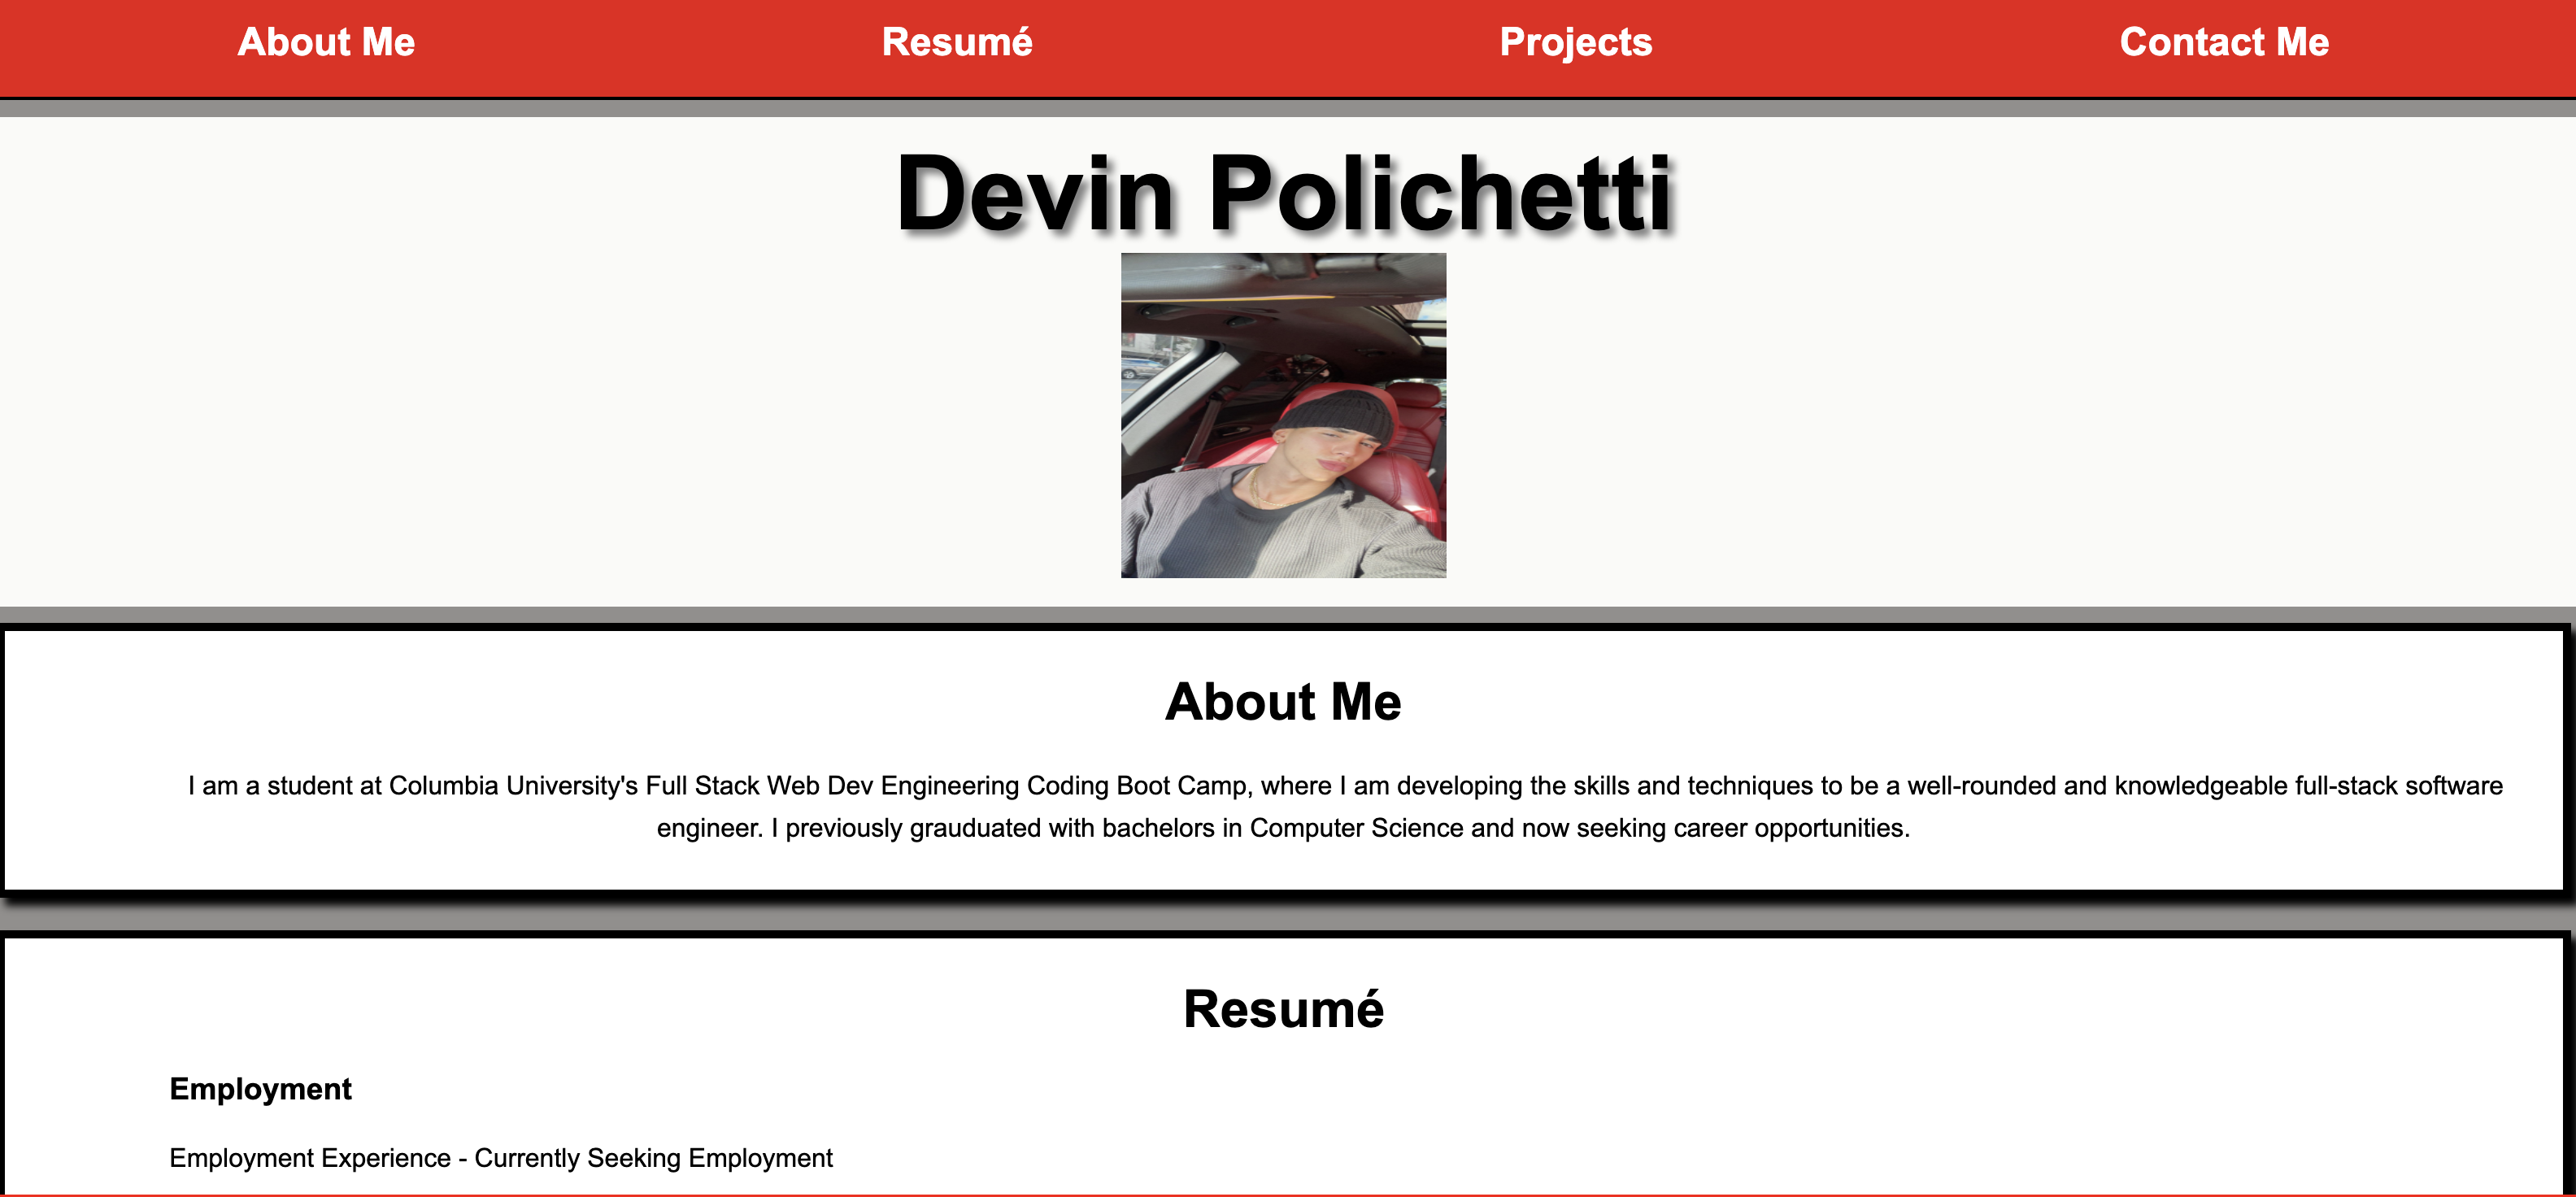 About Me Resumé Projects Contact Me
Devin Polichetti
About Me
I am a student at Columbia University's Full Stack Web Dev Engineering Coding Boot Camp, where I am developing the skills and techniques to be a well-rounded and knowledgeable full-stack software
engineer. I previously grauduated with bachelors in Computer Science and now seeking career opportunities.
Resumé
Employment
Employment Experience - Currently Seeking Employment